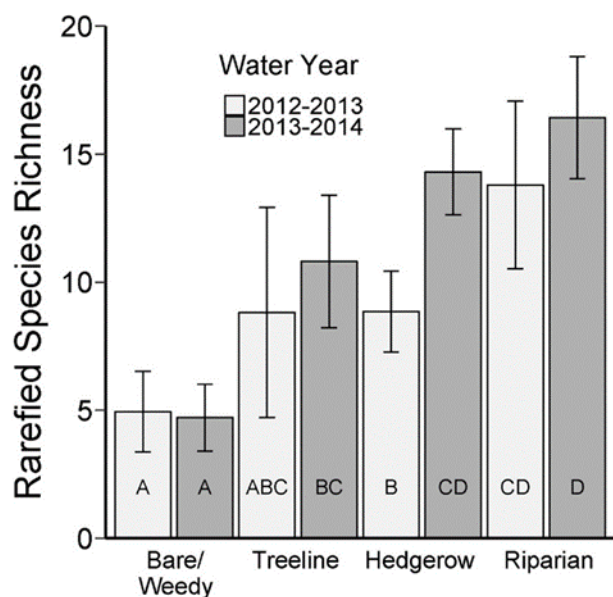 Rarefied Species Richness
20
15
10
5
0
Water Year
2012-2013
2013-2014
A
A
ABC
BC
B
CD
CD
D
Bare/
Weedy
Treeline
Hedgerow
Riparian